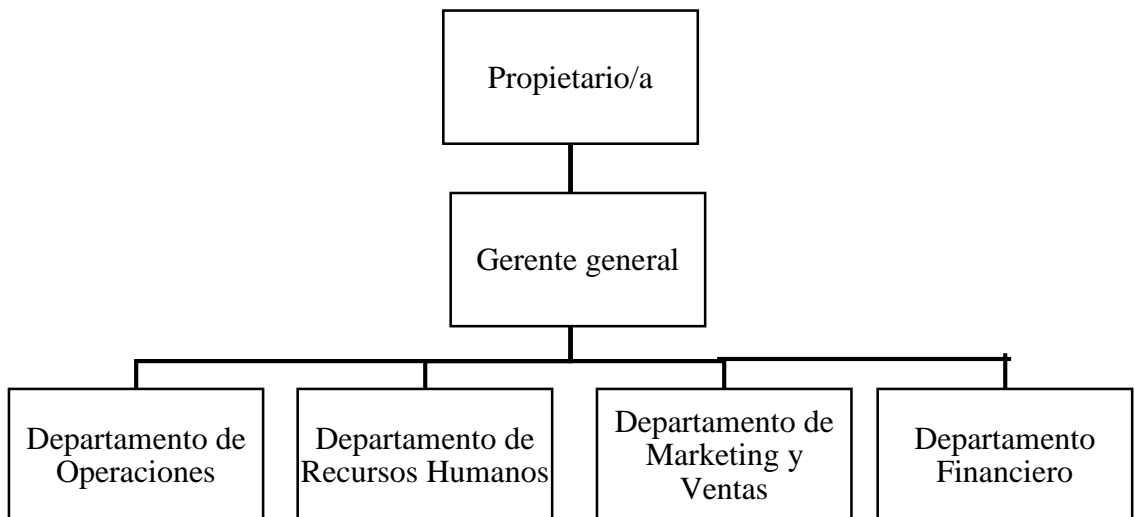 Propietario/a
Gerente general
Departamento de
Operaciones
Departamento de
Recursos Humanos
Departamento de
Marketing y
Ventas
Departamento
Financiero